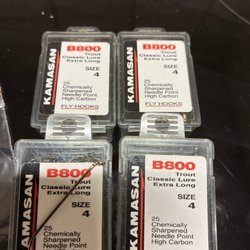 KAMASAN
B800
Trout
Classic Lure
Extra Long
SIZE
4
25
Chemically
Sharpened
Needle Point
High Carbon
FLY HOOKS
KAMASAN
B800
Trout
Classic Lure
Extra Long
SIZE
4
25
Chemically
Sharpened
Needle Point
High Carbon
FLY HOOKS
KAMASAN
B800
Trout
Classic Lure
Extra Long
SIZE
4
25
Chemically
Sharpened
Needle Point
High Carbon
KAMASAN
B800
Trout
Classic Lure
Extra Long
SIZE
4
25
Chemically
Sharpened
Needle Point
High Carbon